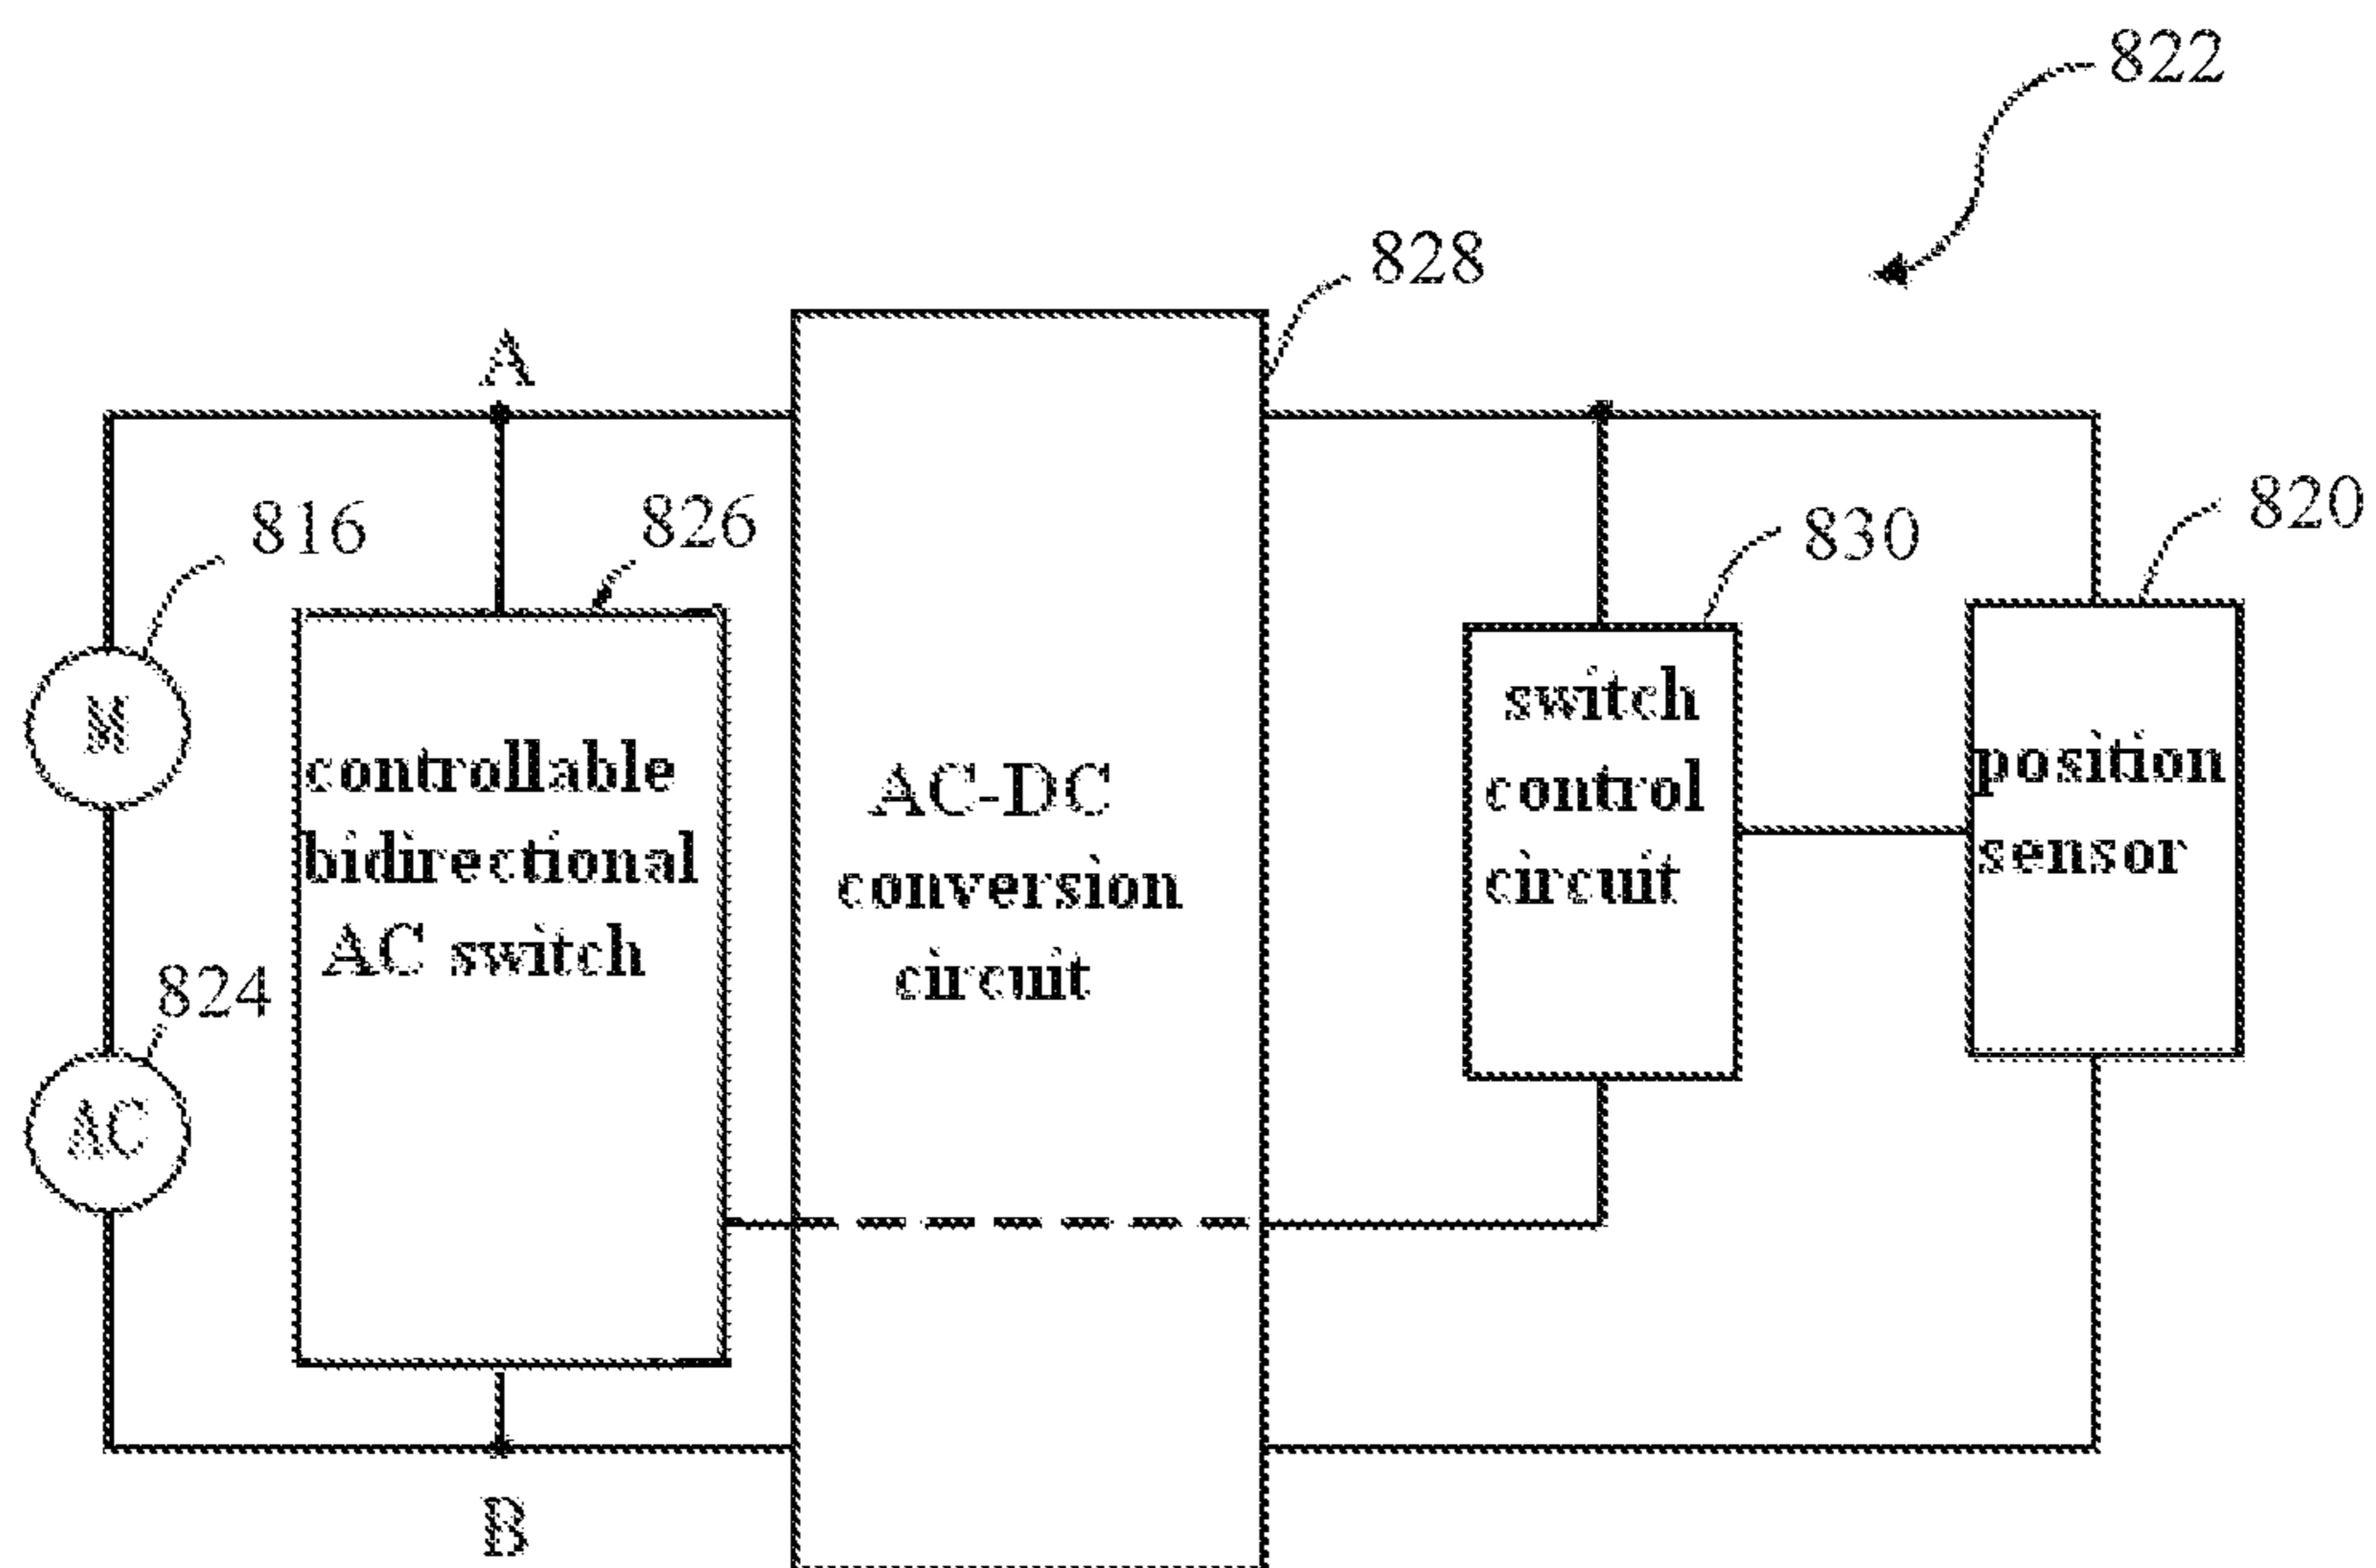 822
828
A
816
826
830
820
M
controllable
bidirectional
AC switch
AC-DC
conversion
circuit
switch
control
circuit
position
sensor
824
AC
B